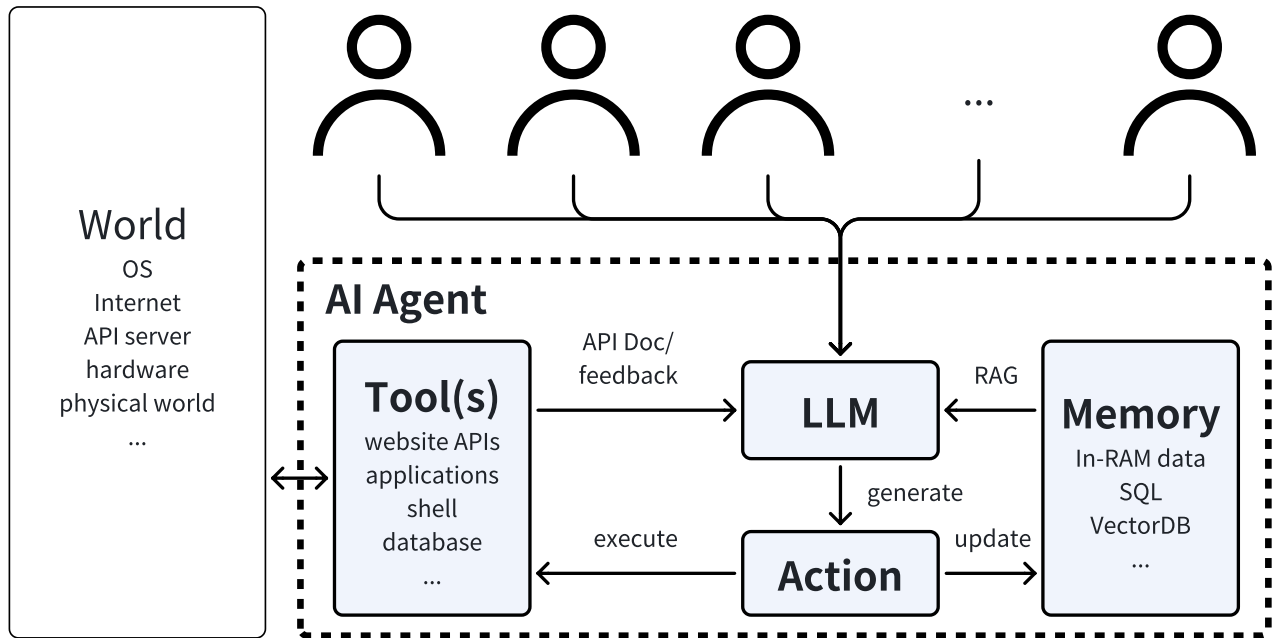 World
OS
Internet
API server
hardware
physical world
...
...
AI Agent
Tool(s)
website APIs
applications
shell
database
...
API Doc/
feedback
LLM
RAG
Memory
In-RAM data
SQL
VectorDB
...
generate
execute
Action
update